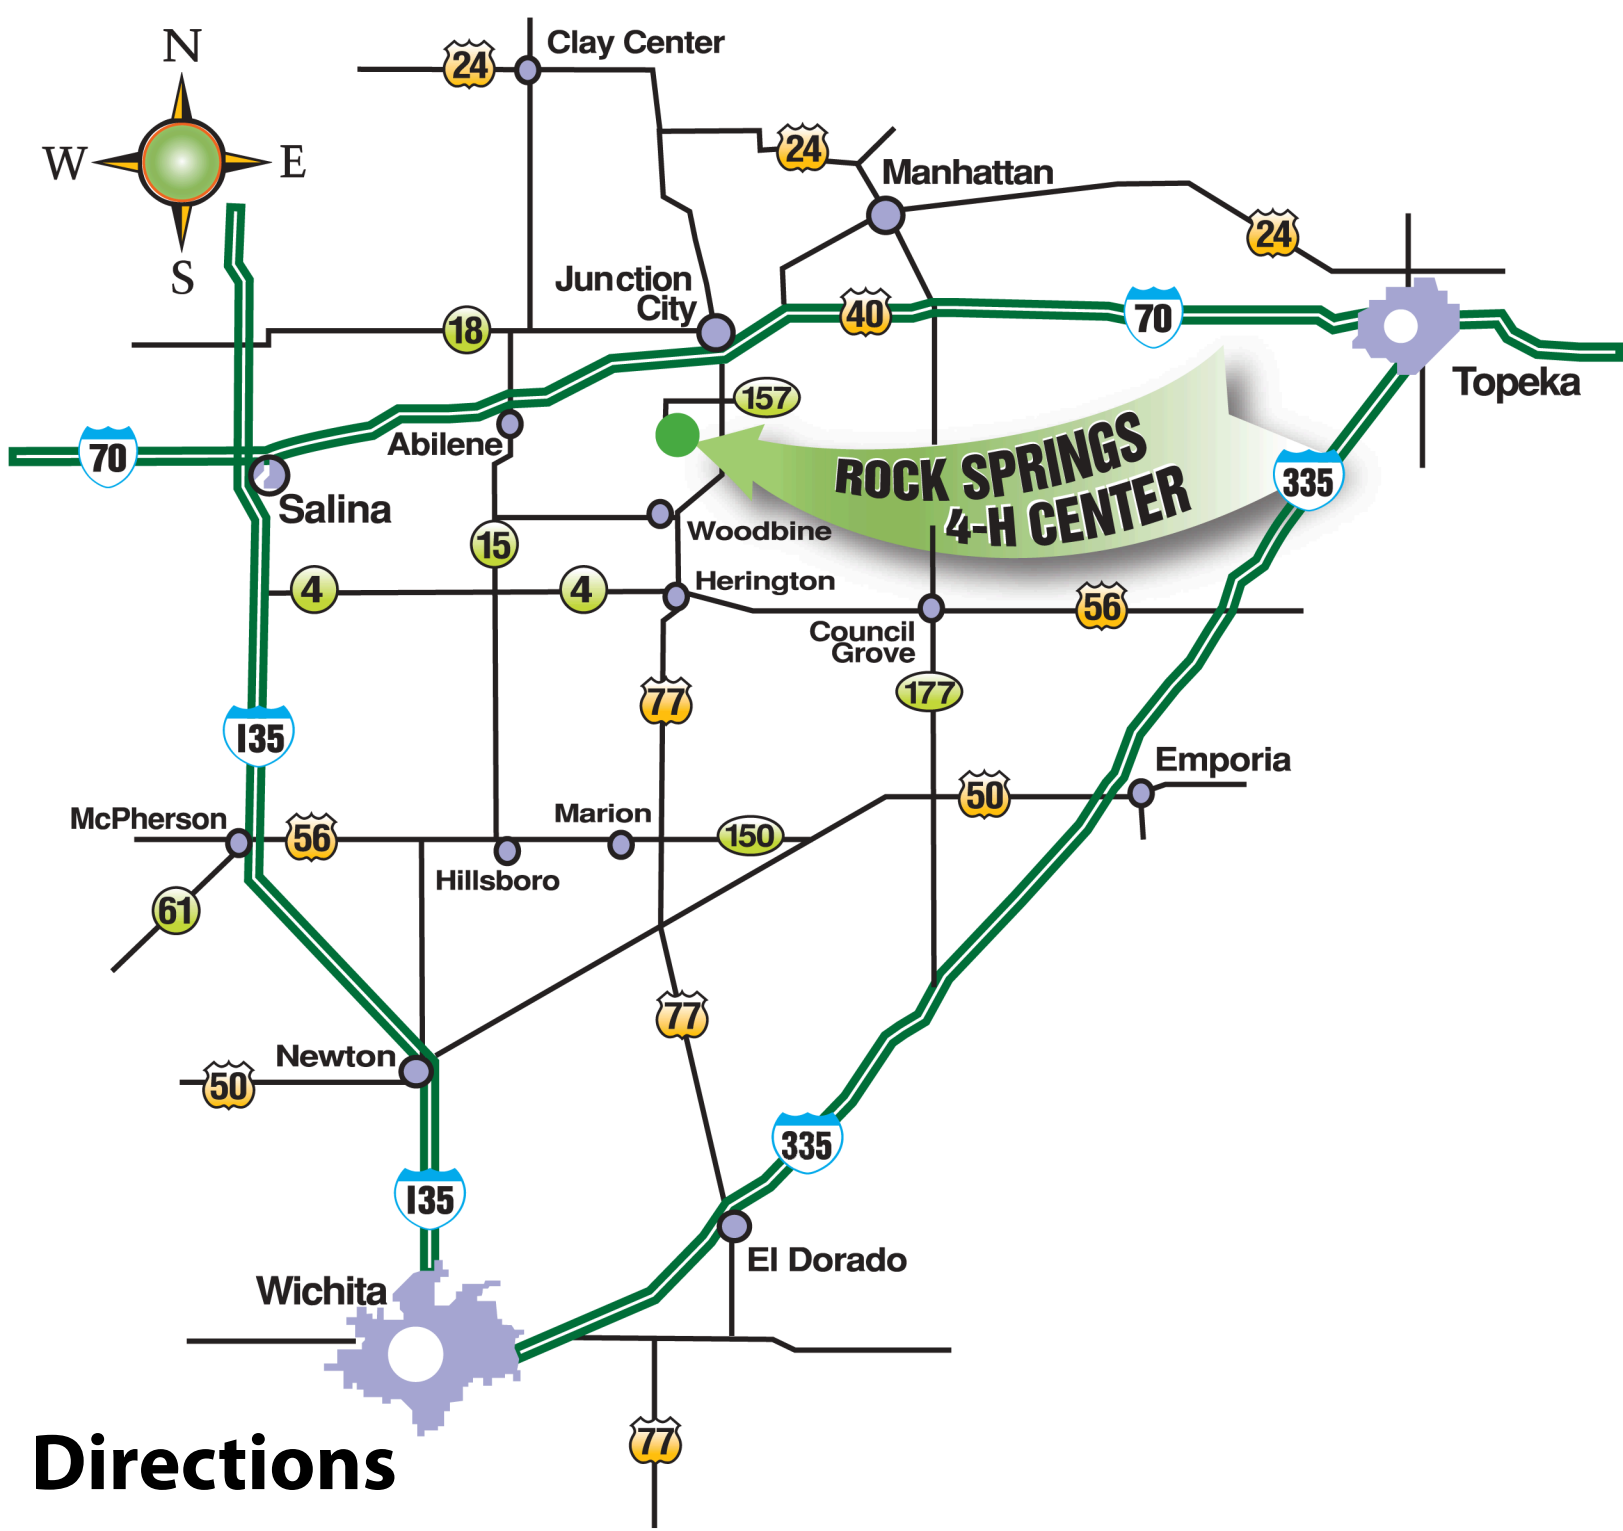 N
Clay Center
24
24
W
E
Manhattan
24
S
Junction
City
18
40
70
157
Topeka
Abilene
70
ROCK SPRINGS
4-H CENTER
335
Salina
Woodbine
15
4
4
Herington
56
Council
Grove
77
177
I35
Emporia
50
McPherson
56
Marion
150
Hillsboro
61
77
Newton
50
335
I35
El Dorado
Wichita
77
Directions